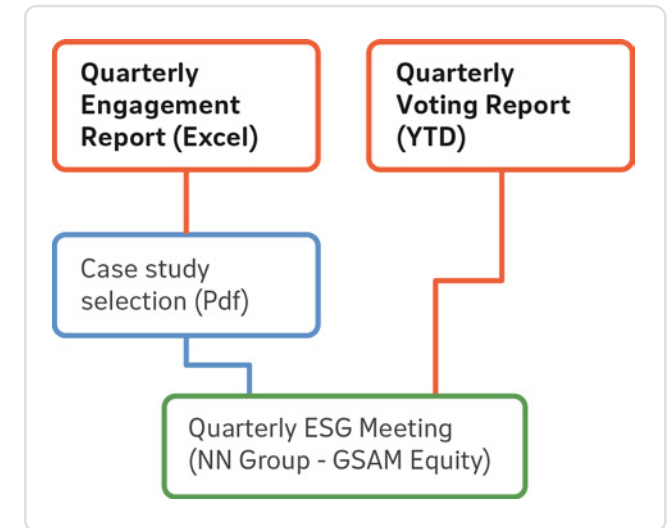 Quarterly
Engagement
Report (Excel)
Quarterly
Voting Report
(YTD)
Case study
selection (Pdf)
Quarterly ESG Meeting
(NN Group - GSAM Equity)